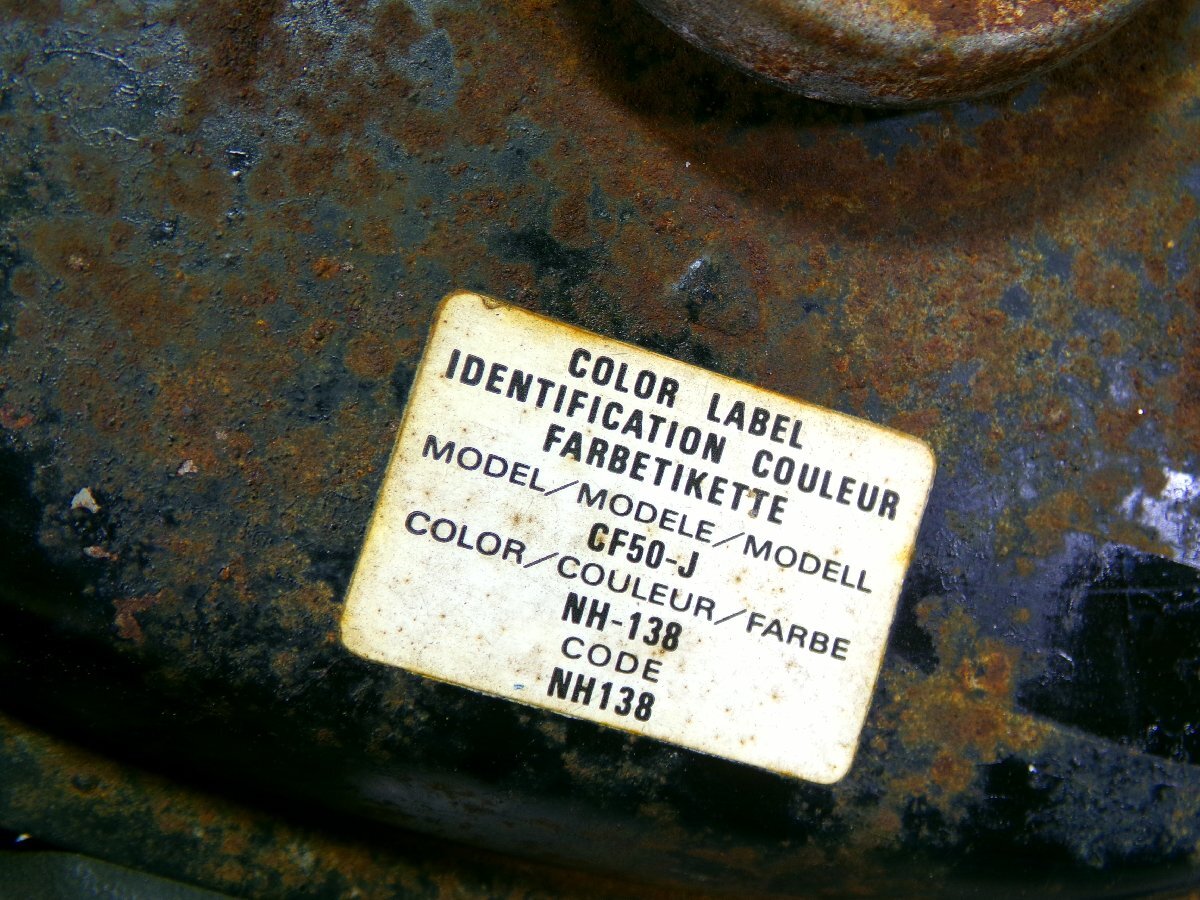 COLOR LABEL
IDENTIFICATION COULEUR
FARBETIKETTE
MODEL/MODELE/MODELL
CF50-J
COLOR/COULEUR/FARBE
NH-138
CODE
NH138